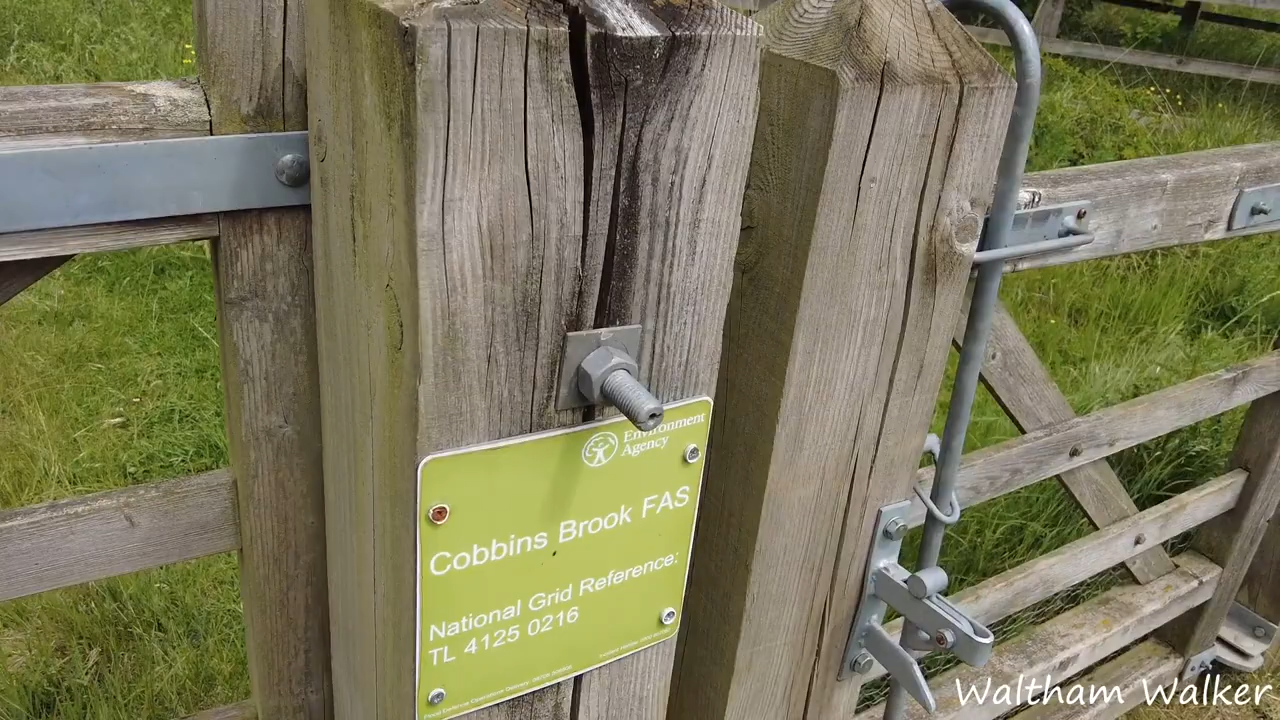 Environment
Agency
Cobbins Brook FAS
National Grid Reference:
TL 4125 0216
Waltham Walker